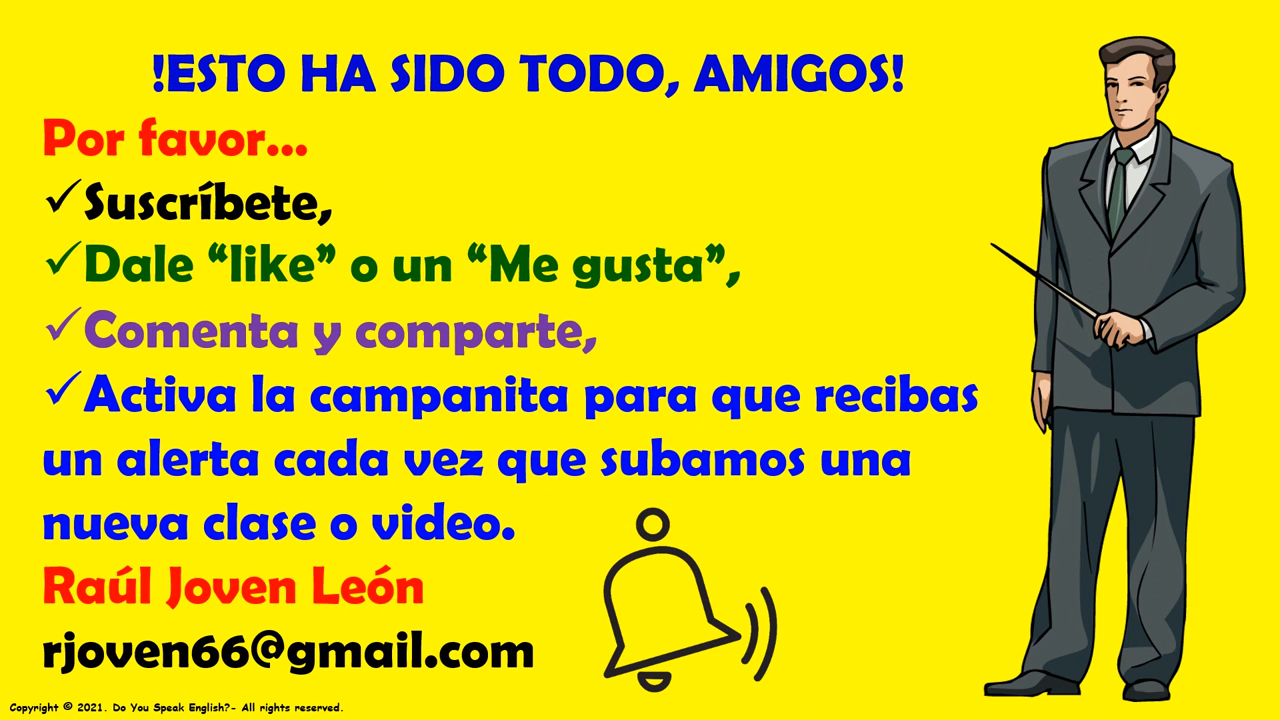 !ESTO HA SIDO TODO, AMIGOS!
Por favor...
✓Suscríbete,
✓Dale “like” o un “Me gusta”,
✓Comenta y comparte,
✓Activa la campanita para que recibas
un alerta cada vez que subamos una
nueva clase o video.
Raúl Joven León
rjoven66@gmail.com
Copyright © 2021. Do You Speak English?- All rights reserved.